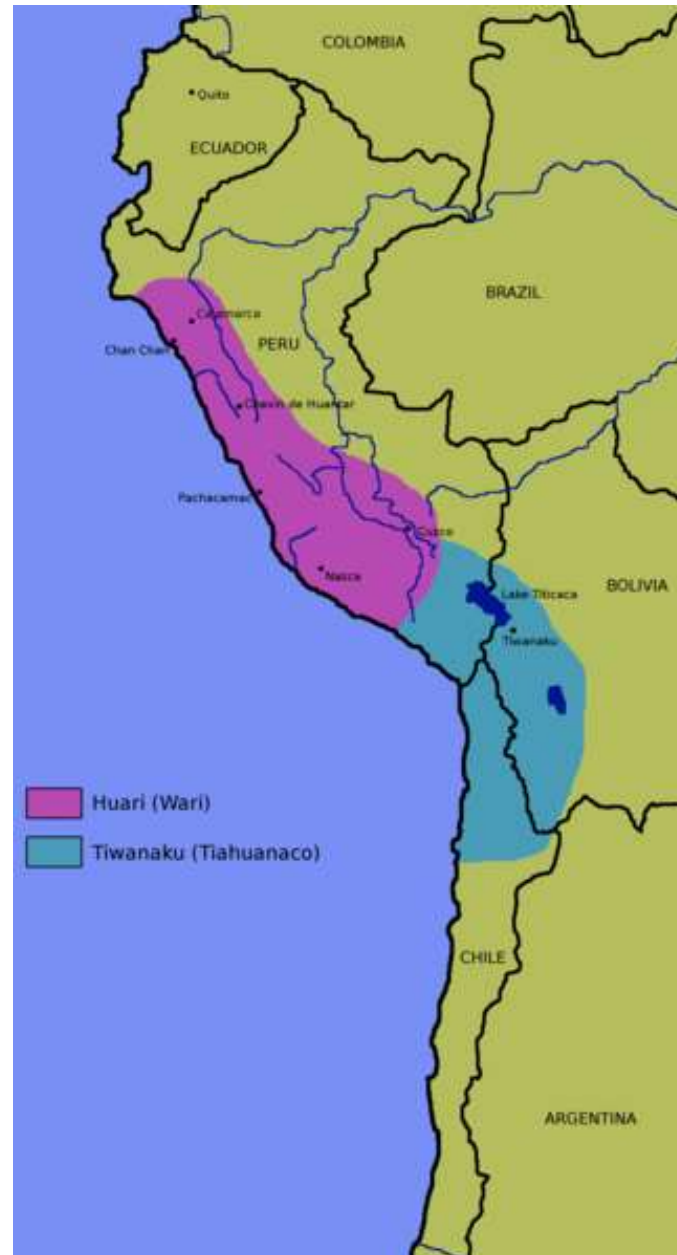 COLOMBIA
Quito
ECUADOR
BRAZIL
Cajamarca
PERU
Chan Chan
Chavin de Huantar
Pachacamac
Cusco
Nasca
Lake Titicaca
BOLIVIA
Tiwanaku
Huari (Wari)
Tiwanaku (Tiahuanaco)
CHILE
ARGENTINA